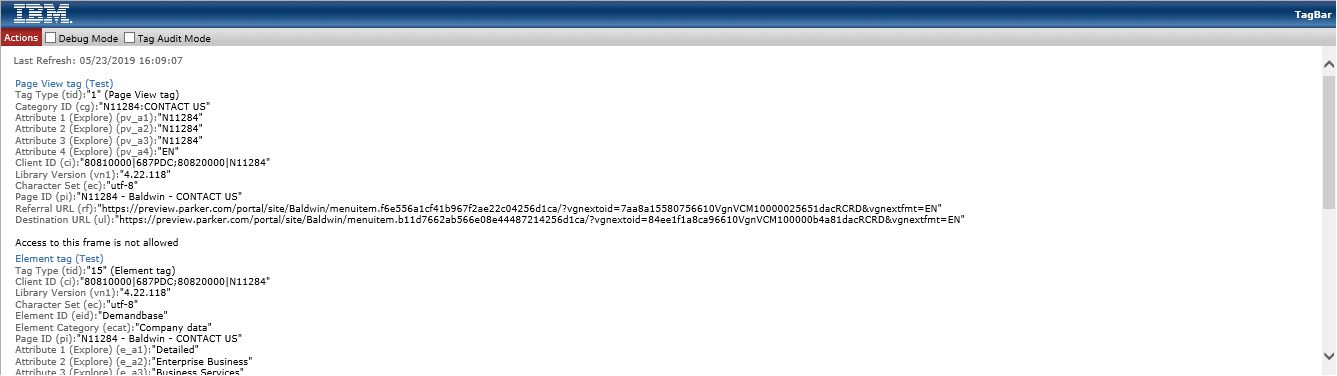 IBM
TagBar
Actions Debug Mode Tag Audit Mode
Last Refresh: 05/23/2019 16:09:07
Page View tag (Test)
Tag Type (tid):"1" (Page View tag)
Category ID (cg):"N11284:CONTACT US"
Attribute 1 (Explore) (pv_a1):"N11284"
Attribute 2 (Explore) (pv_a2):"N11284"
Attribute 3 (Explore) (pv_a3):"N11284"
Attribute 4 (Explore) (pv_a4):"EN"
Client ID (ci):"80810000|687PDC;80820000|N11284"
Library Version (vn1):"4.22.118"
Character Set (ec):"utf-8"
Page ID (pi):"N11284 - Baldwin - CONTACT US"
Referral URL (rf):"https://preview.parker.com/portal/site/Baldwin/menuitem.f6e556a1cf41b967f2ae22c04256d1ca/?vgnextoid=7aa8a15580756610VgnVCM10000025651dacRCRD&vgnextfmt=EN"
Destination URL (ul):"https://preview.parker.com/portal/site/Baldwin/menuitem.b11d7662ab566e08e44487214256d1ca/?vgnextoid=84ee1f1a8ca96610VgnVCM100000b4a81dacRCRD&vgnextfmt=EN"
Access to this frame is not allowed
Element tag (Test)
Tag Type (tid):"15" (Element tag)
Client ID (ci):"80810000|687PDC;80820000|N11284"
Library Version (vn1):"4.22.118"
Character Set (ec):"utf-8"
Element ID (eid):"Demandbase"
Element Category (ecat):"Company data"
Page ID (pi):"N11284 - Baldwin - CONTACT US"
Attribute 1 (Explore) (e_a1):"Detailed"
Attribute 2 (Explore) (e_a2):"Enterprise Business"
Attribute 3 (Explore) (e_a3):"Business Services"